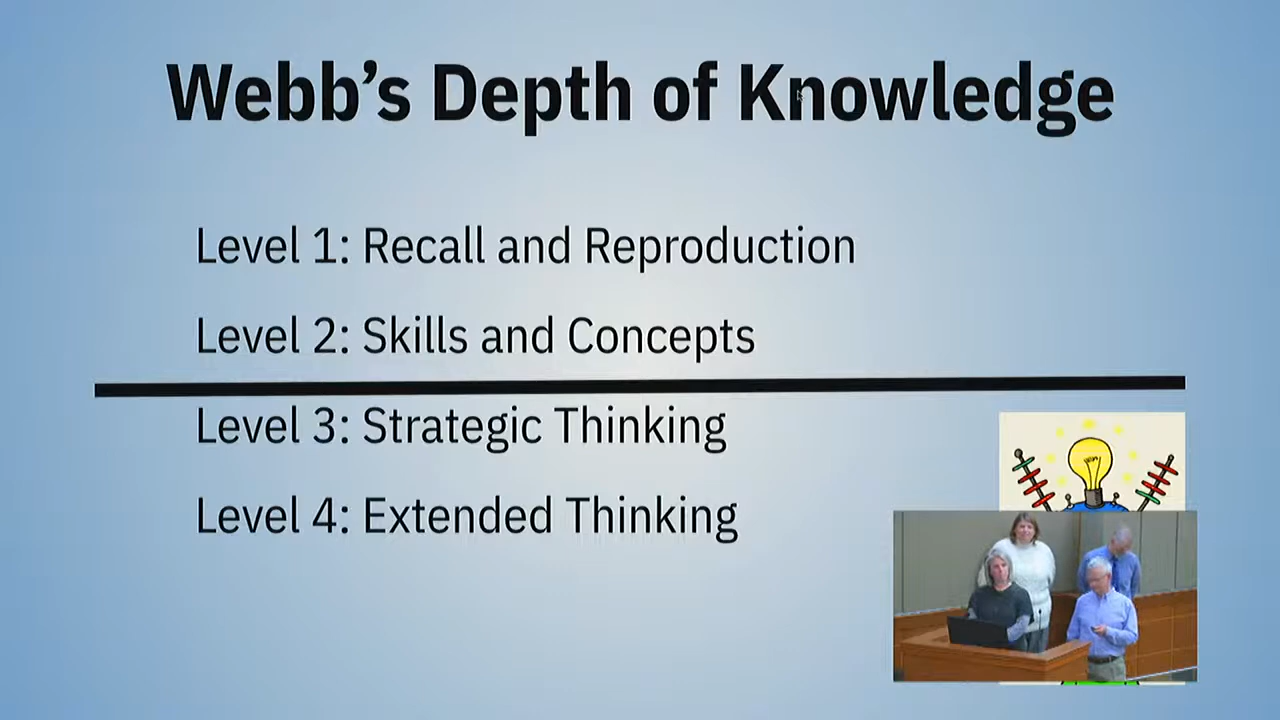 Webb’s Depth of Knowledge
Level 1: Recall and Reproduction
Level 2: Skills and Concepts
Level 3: Strategic Thinking
Level 4: Extended Thinking